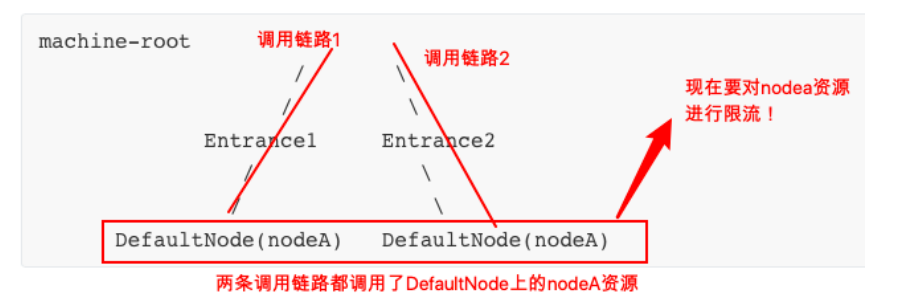 machine-root
调用链路1
调用链路2
/ \
/ \
现在要对nodea资源
进行限流！
Entrance1 Entrance2
/ \
/ \
DefaultNode(nodeA) DefaultNode(nodeA)
两条调用链路都调用了DefaultNode上的nodeA资源